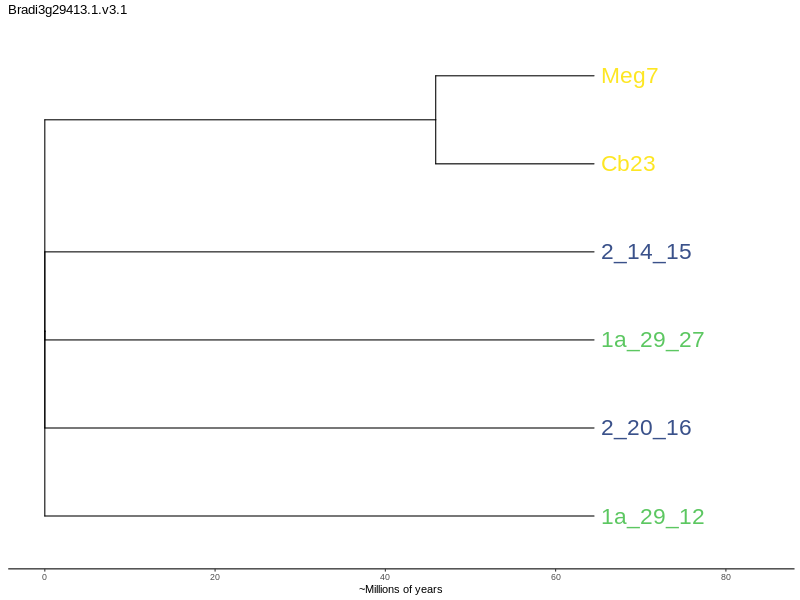 Bradi3g29413.1.v3.1
Meg7
Cb23
2_14_15
1a_29_27
2_20_16
1a_29_12
0 20 40 60 80
~Millions of years